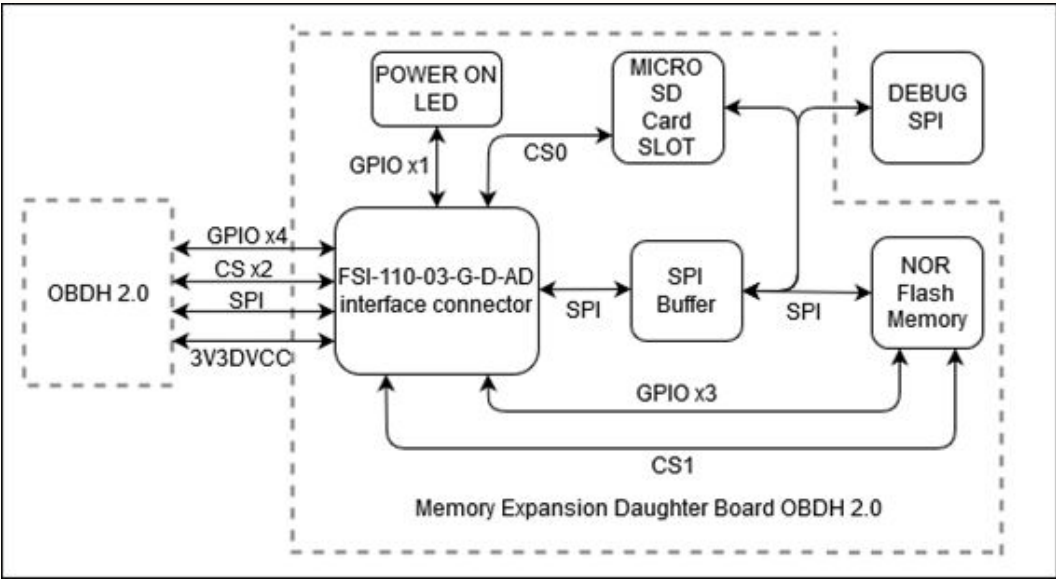 POWER ON
LED
MICRO
SD
Card
SLOT
DEBUG
SPI
GPIO x1
CS0
OBDH 2.0
GPIO x4
CS x2
SPI
3V3DVCC
FSI-110-03-G-D-AD
interface connector
SPI
SPI
Buffer
SPI
NOR
Flash
Memory
GPIO x3
CS1
Memory Expansion Daughter Board OBDH 2.0